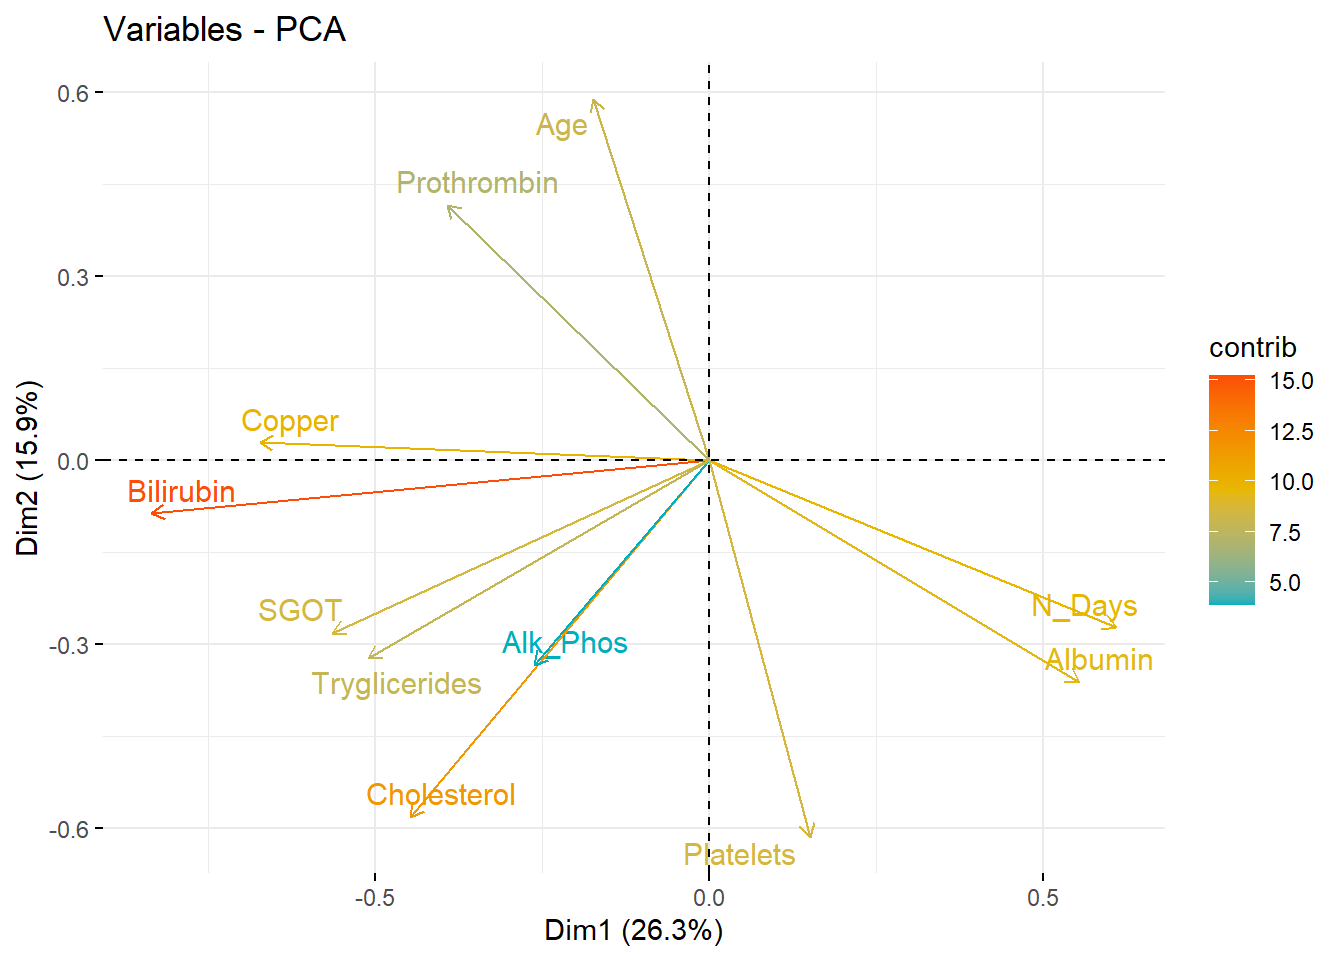 Variables - PCA
0.6
0.3
0.0
-0.3
-0.6
Dim2 (15.9%)
Age
Prothrombin
Copper
Bilirubin
SGOT
Alk_Phos
Tryglicerides
Cholesterol
Platelets
N_Days
Albumin
-0.5
0.0
0.5
Dim1 (26.3%)
contrib
15.0
12.5
10.0
7.5
5.0